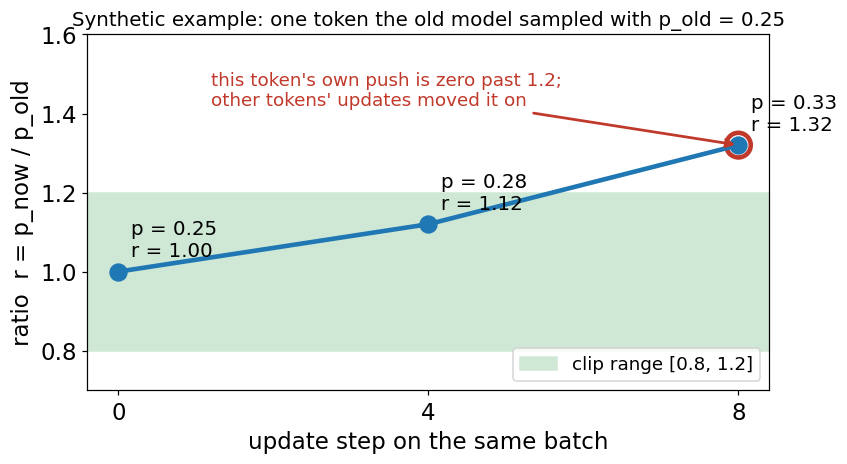 Synthetic example: one token the old model sampled with p_old = 0.25
ratio  r = p_now / p_old
1.6
1.4
1.2
1.0
0.8
this token's own push is zero past 1.2;
other tokens' updates moved it on
p = 0.33
r = 1.32
p = 0.28
r = 1.12
p = 0.25
r = 1.00
clip range [0.8, 1.2]
0
4
8
update step on the same batch